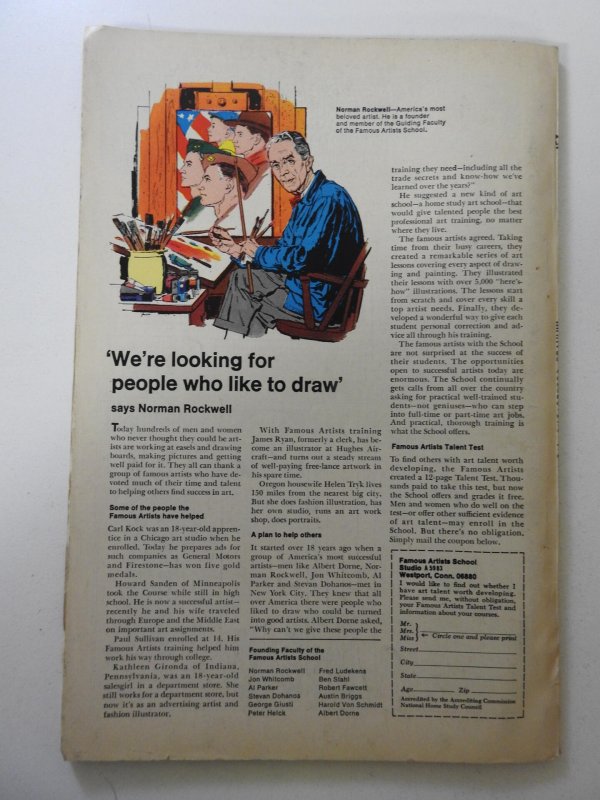 Norman Rockwell—America's most
beloved artist. He is a founder
and member of the Guiding Faculty
of the Famous Artists School.
'We're looking for
people who like to draw'
says Norman Rockwell
Today hundreds of men and women
who never thought they could be art-
ists are working at easels and drawing
boards, making pictures and getting
well paid for it. They all can thank a
group of famous artists who have de-
voted much of their time and talent
to helping others find success in art.
Some of the people the
Famous Artists have helped
Carl Kock was an 18-year-old appren-
tice in a Chicago art studio when he
enrolled. Today he prepares ads for
such companies as General Motors
and Firestone—has won five gold
medals.
Howard Sanden of Minneapolis
took the Course while still in high
school. He is now a successful artist—
recently he and his wife traveled
through Europe and the Middle East
on important art assignments.
Paul Sullivan enrolled at 14. His
Famous Artists training helped him
work his way through college.
Kathleen Gironda of Indiana,
Pennsylvania, was an 18-year-old
salesgirl in a department store. She
still works for a department store, but
now it's as an advertising artist and
fashion illustrator.
With Famous Artists training
James Ryan, formerly a clerk, has be-
come an illustrator at Hughes Air-
craft—and turns out a steady stream
of well-paying free-lance artwork in
his spare time.
Oregon housewife Helen Tryk lives
150 miles from the nearest big city.
But she does fashion illustration, has
her own studio, runs an art work
shop, does portraits.
A plan to help others
It started over 18 years ago when a
group of America's most successful
artists—men like Albert Dorne, Nor-
man Rockwell, Jon Whitcomb, Al
Parker and Stevan Dohanos—met in
New York City. They knew that all
over America there were people who
liked to draw who could be turned
into good artists. Albert Dorne asked,
"Why can't we give these people the
Founding Faculty of the
Famous Artists School
Norman Rockwell
Jon Whitcomb
Al Parker
Stevan Dohanos
George Giusti
Peter Helck
Fred Ludekens
Ben Stahl
Robert Fawcett
Austin Briggs
Harold Von Schmidt
Albert Dorne
training they need—including all the
trade secrets and know-how we've
learned over the years?"
He suggested a new kind of art
school—a home study art school—that
would give talented people the best
professional art training, no matter
where they live.
The famous artists agreed. Taking
time from their busy careers, they
created a remarkable series of art
lessons covering every aspect of draw-
ing and painting. They illustrated
their lessons with over 5,000 "here's-
how" illustrations. The lessons start
from scratch and cover every skill a
top artist needs. Finally, they de-
veloped a wonderful way to give each
student personal correction and ad-
vice all through his training.
The famous artists with the School
are not surprised at the success of
their students. The opportunities
open to successful artists today are
enormous. The School continually
gets calls from all over the country
asking for practical well-trained stu-
dents—not geniuses—who can step
into full-time or part-time art jobs.
And practical, thorough training is
what the School offers.
Famous Artists Talent Test
To find others with art talent worth
developing, the Famous Artists
created a 12-page Talent Test. Thou-
sands paid to take this test, but now
the School offers and grades it free.
Men and women who do well on the
test—or offer other sufficient evidence
of art talent—may enroll in the
School. But there's no obligation.
Simply mail the coupon below.
Famous Artists School
Studio
Westport, Conn. 06880
I would like to find out whether I
have art talent worth developing.
Please send me, without obligation,
your Famous Artists Talent Test and
information about your courses.
Mr.
Mrs.
Miss
← Circle one and please print
Street
City
State
Age Zip
Accredited by the Accrediting Commission
National Home Study Council